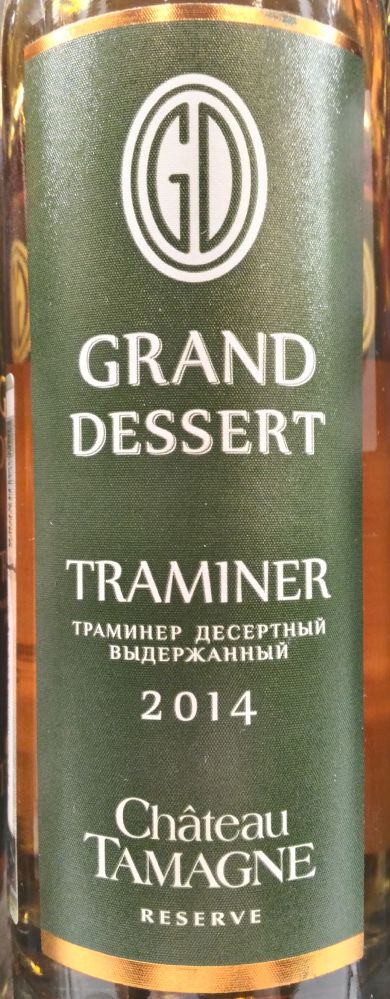 GD
GRAND
DESSERT
TRAMINER
ТРАМИНЕР ДЕСЕРТНЫЙ
ВЫДЕРЖАННЫЙ
2014
Château
TAMAGNE
RESERVE